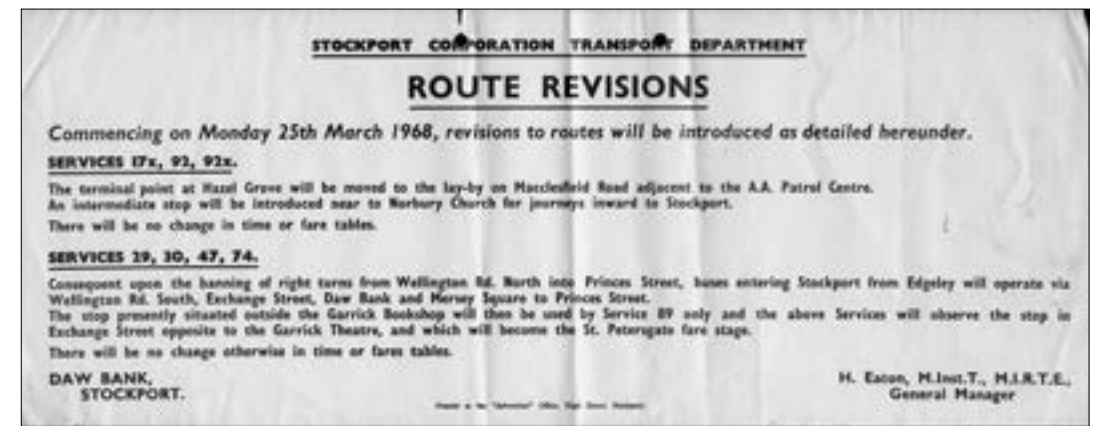 STOCKPORT CORPORATION TRANSPORT DEPARTMENT
ROUTE REVISIONS
Commencing on Monday 25th March 1968, revisions to routes will be introduced as detailed hereunder.
SERVICES 17x, 92, 92x.
The terminal point at Hazel Grove will be moved to the lay-by on Macclesfield Road adjacent to the A.A. Patrol Centre.
An intermediate stop will be introduced near to Norbury Church for journeys inward to Stockport.
There will be no change in time or fare tables.
SERVICES 29, 30, 47, 74.
Consequent upon the banning of right turns from Wellington Rd. North into Princes Street, buses entering Stockport from Edgeley will operate via
Wellington Rd. South, Exchange Street, Daw Bank and Mersey Square to Princes Street.
The stop presently situated outside the Garrick Bookshop will then be used by Service 89 only and the above Services will observe the stop in
Exchange Street opposite to the Garrick Theatre, and which will become the St. Petersgate fare stage.
There will be no change otherwise in time or fares tables.
DAW BANK,
STOCKPORT.
H. Eaton, M.Inst.T., M.I.R.T.E.,
General Manager
Printed at the "Advertiser" Office,